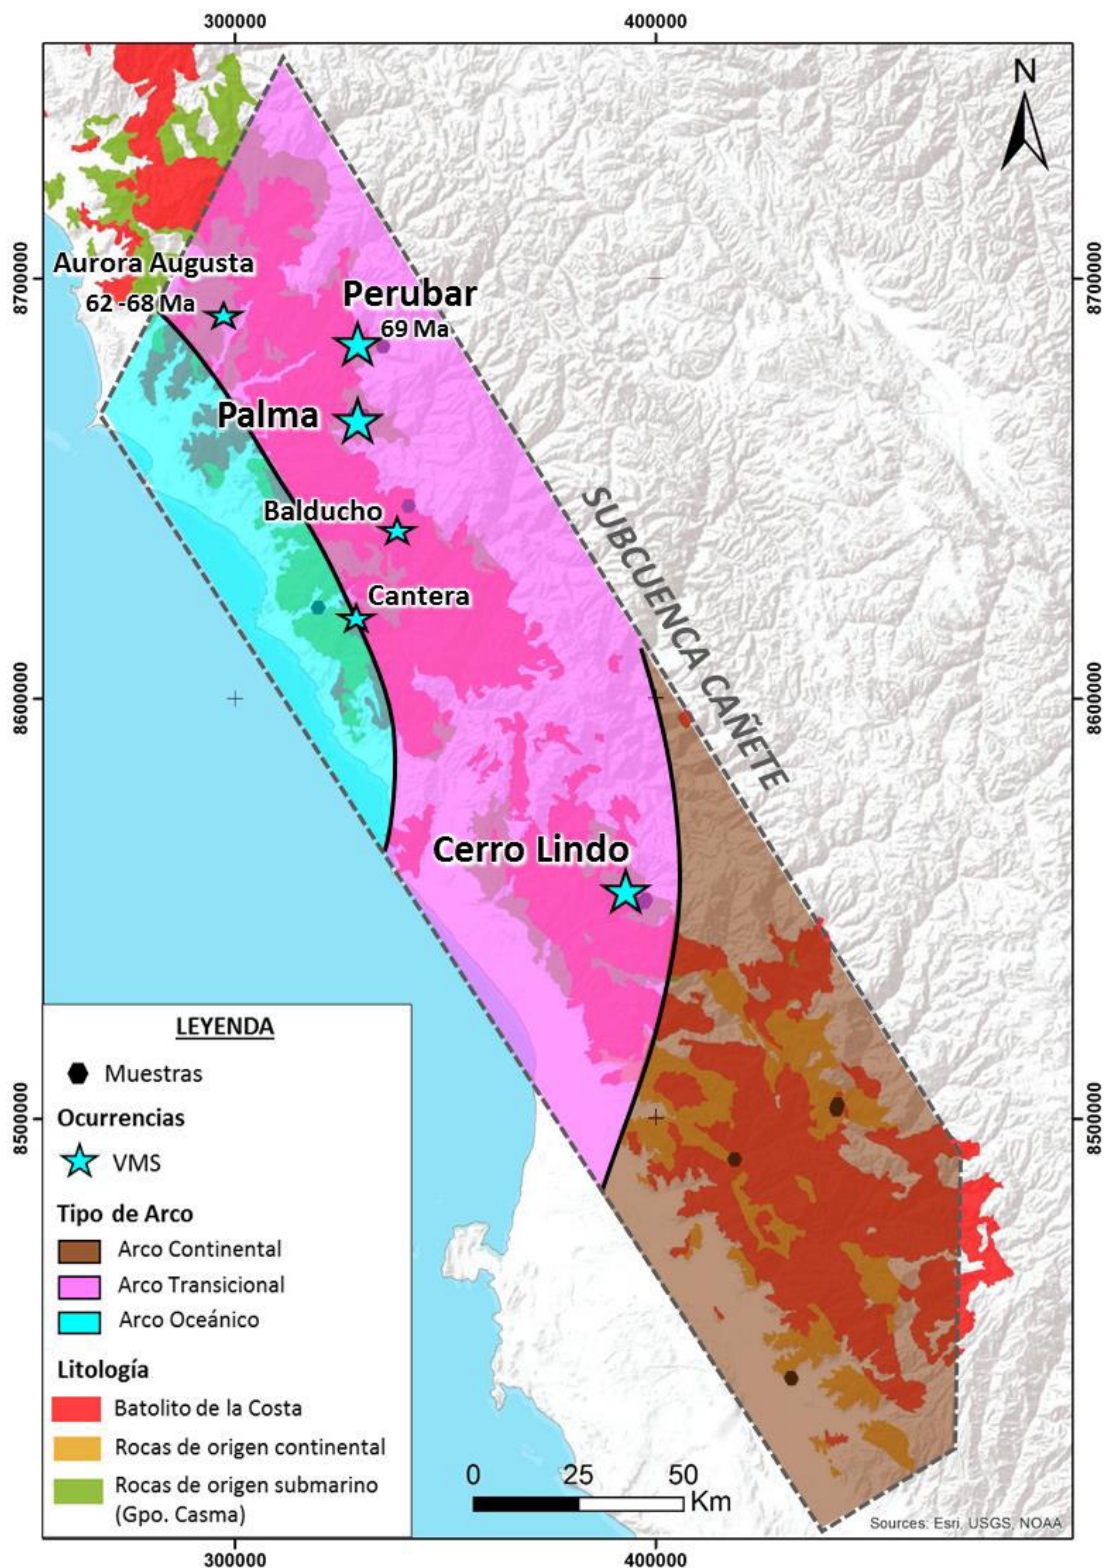 300000
400000
N
8700000
8700000
Aurora Augusta
62 -68 Ma
Perubar
69 Ma
Palma
Balducho
Cantera
SUBCUENCA CAÑETE
8600000
8600000
Cerro Lindo
8500000
8500000
LEYENDA
Muestras
Ocurrencias
VMS
Tipo de Arco
Arco Continental
Arco Transicional
Arco Oceánico
Litología
Batolito de la Costa
Rocas de origen continental
Rocas de origen submarino
(Gpo. Casma)
0 25 50
Km
Sources: Esri, USGS, NOAA
300000
400000